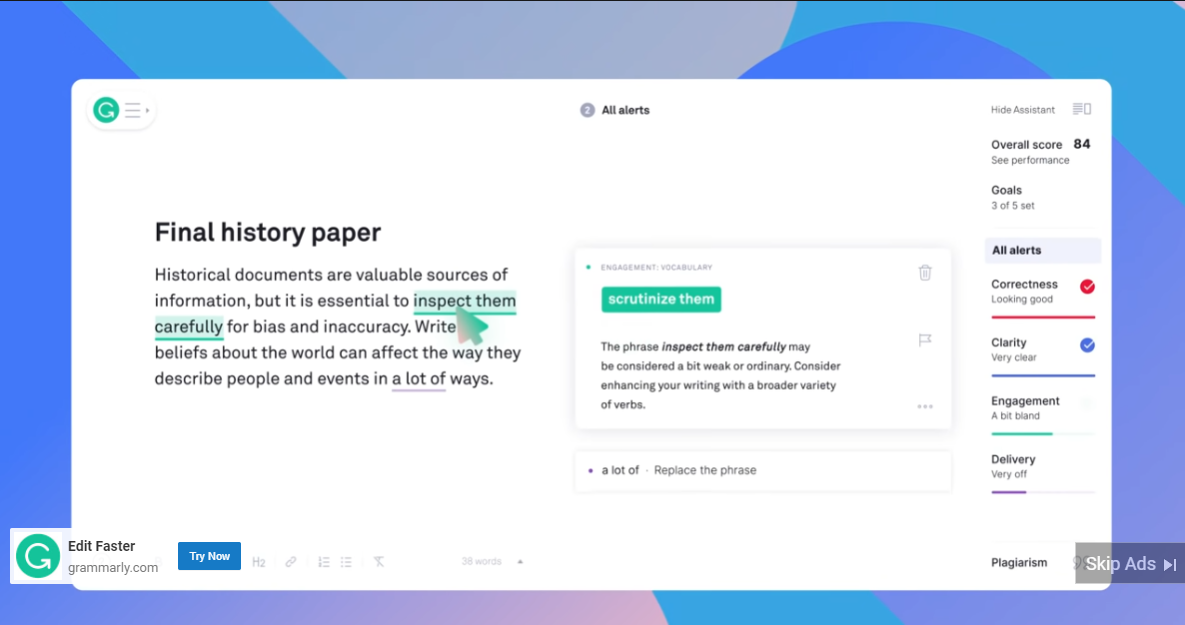 2 All alerts
Hide Assistant
Overall score 84
See performance
Goals
3 of 5 set
All alerts
Correctness
Looking good
Clarity
Very clear
Engagement
A bit bland
Delivery
Very off
Plagiarism
Final history paper
Historical documents are valuable sources of
information, but it is essential to inspect them
carefully for bias and inaccuracy. Write
beliefs about the world can affect the way they
describe people and events in a lot of ways.
ENGAGEMENT: VOCABULARY
scrutinize them
The phrase inspect them carefully may
be considered a bit weak or ordinary. Consider
enhancing your writing with a broader variety
of verbs.
a lot of · Replace the phrase
H2
38 words
Edit Faster
grammarly.com
Try Now
Skip Ads